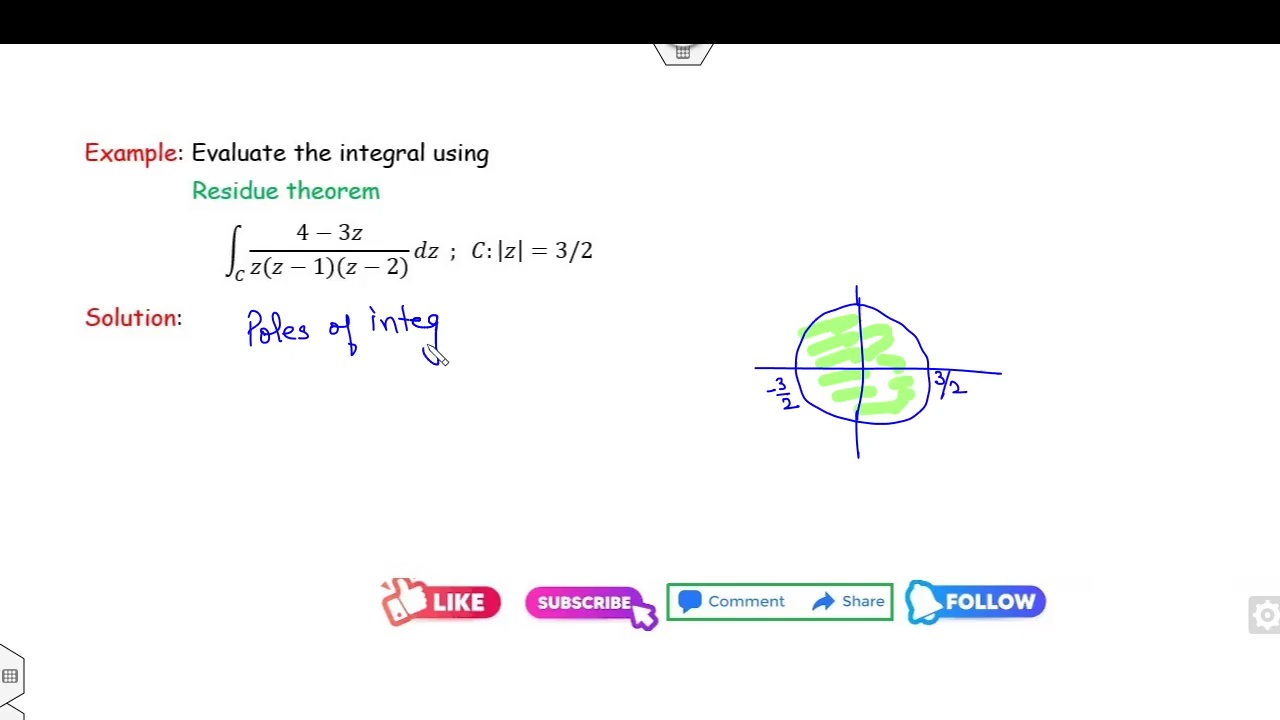 Example: Evaluate the integral using
Residue theorem
∫_C (4 − 3z)/(z(z − 1)(z − 2)) dz ; C: |z| = 3/2
Solution: Poles of integ
-3/2 3/2
LIKE SUBSCRIBE Comment Share FOLLOW